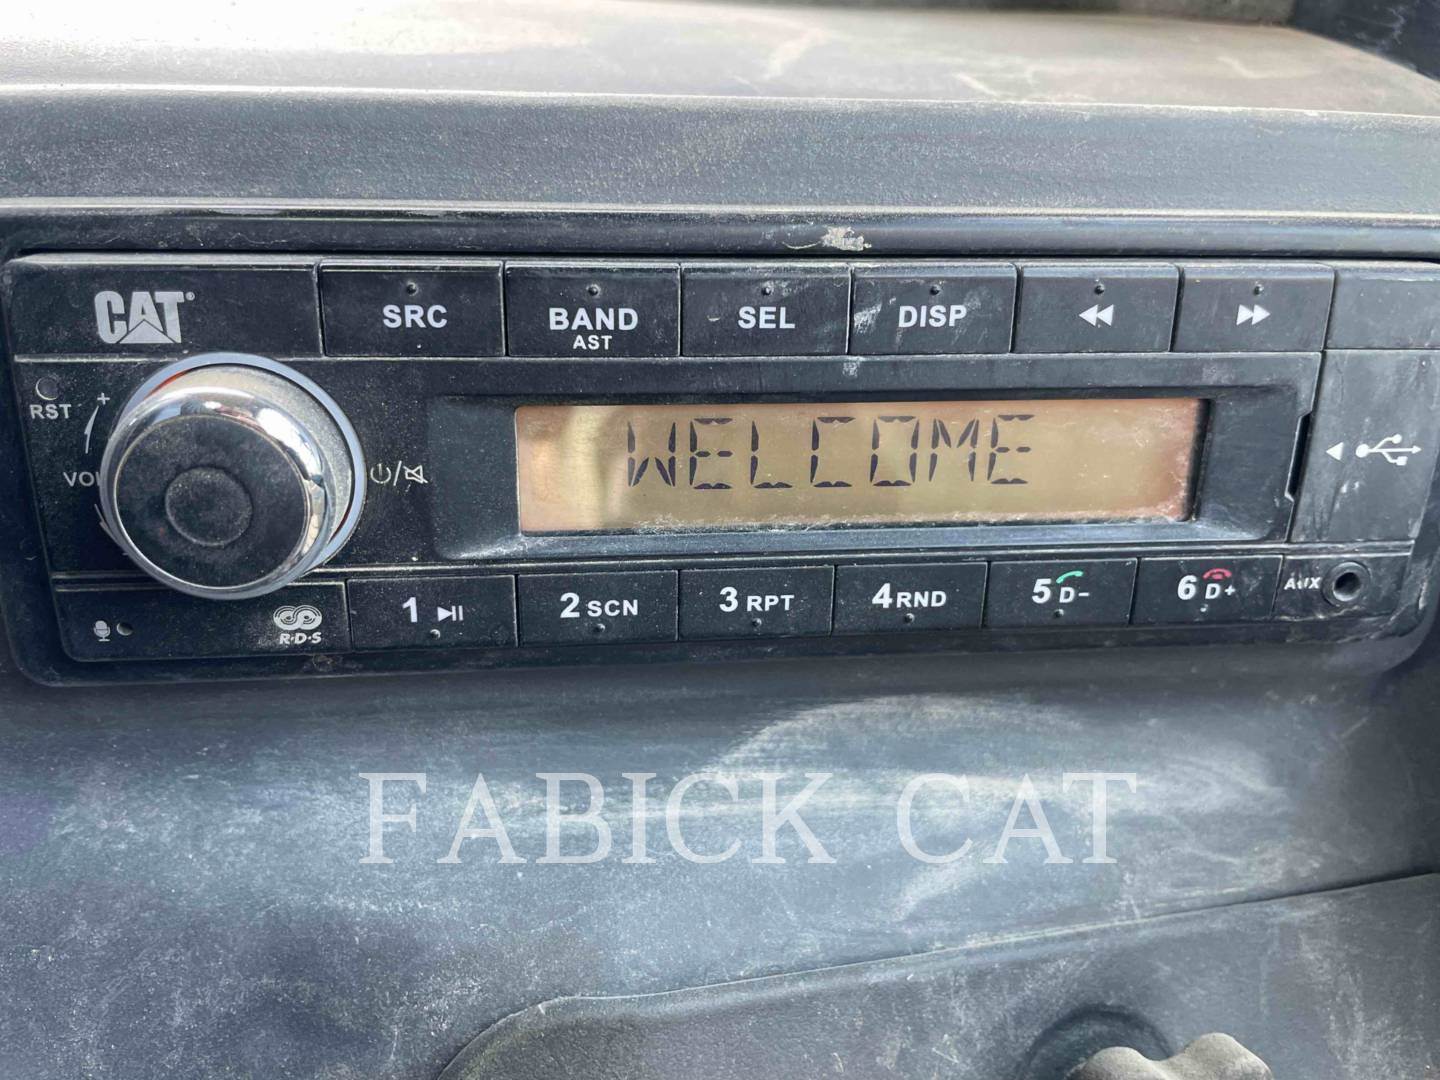 CAT®
SRC
BAND
AST
SEL
DISP
RST
+
VOL
WELCOME
R·D·S
1
2 SCN
3 RPT
4 RND
5 D-
6 D+
AUX
FABICK CAT